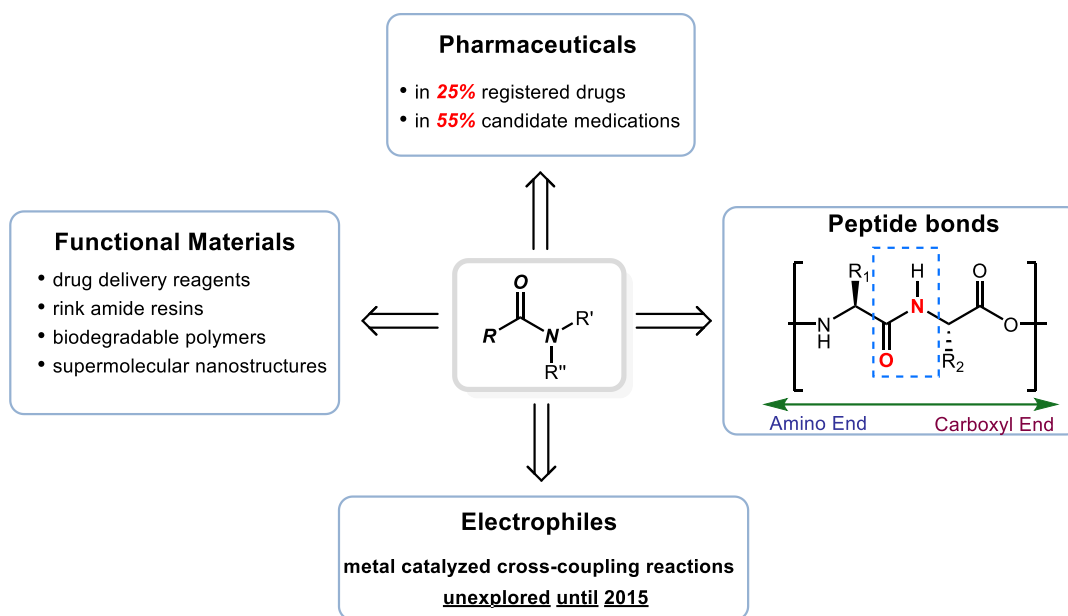 Pharmaceuticals
• in 25% registered drugs
• in 55% candidate medications
Functional Materials
• drug delivery reagents
• rink amide resins
• biodegradable polymers
• supermolecular nanostructures
O
R
N
R'
R"
Peptide bonds
R1
H
O
N
N
H
O
R2
O
Amino End
Carboxyl End
Electrophiles
metal catalyzed cross-coupling reactions
unexplored until 2015